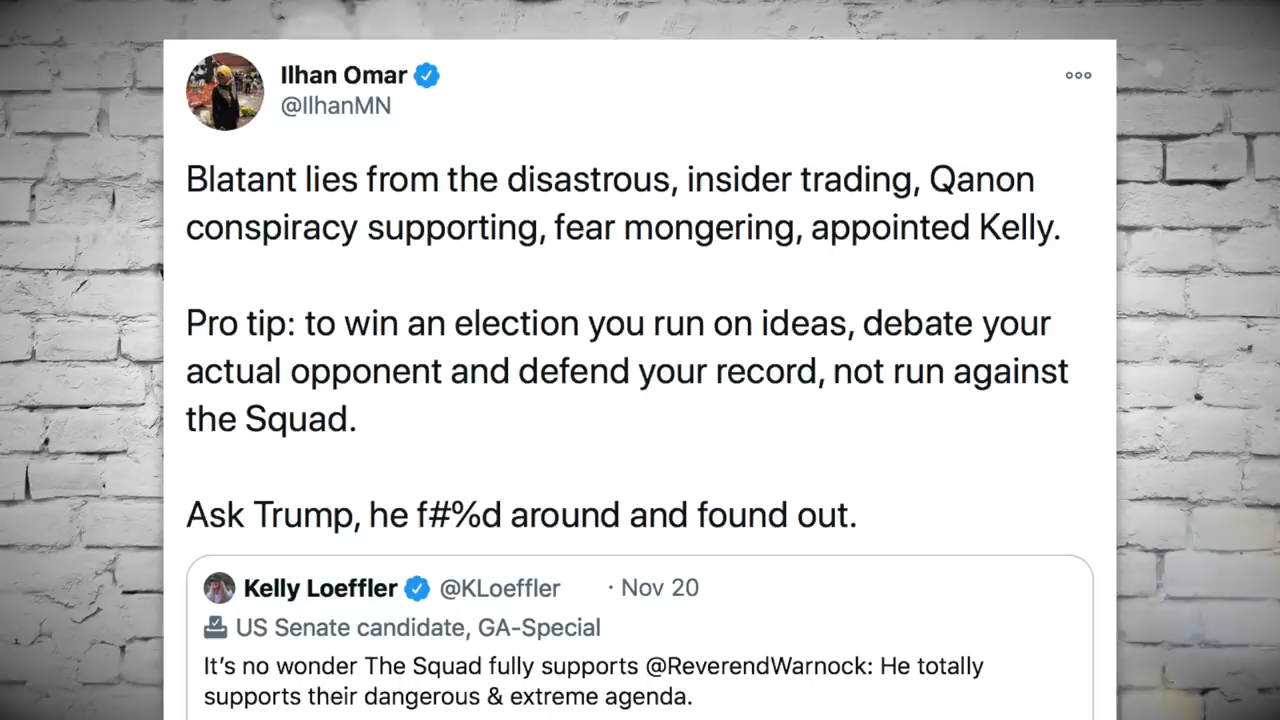 Ilhan Omar
@IlhanMN
Blatant lies from the disastrous, insider trading, Qanon
conspiracy supporting, fear mongering, appointed Kelly.
Pro tip: to win an election you run on ideas, debate your
actual opponent and defend your record, not run against
the Squad.
Ask Trump, he f#%d around and found out.
Kelly Loeffler @KLoeffler · Nov 20
US Senate candidate, GA-Special
It’s no wonder The Squad fully supports @ReverendWarnock: He totally
supports their dangerous & extreme agenda.